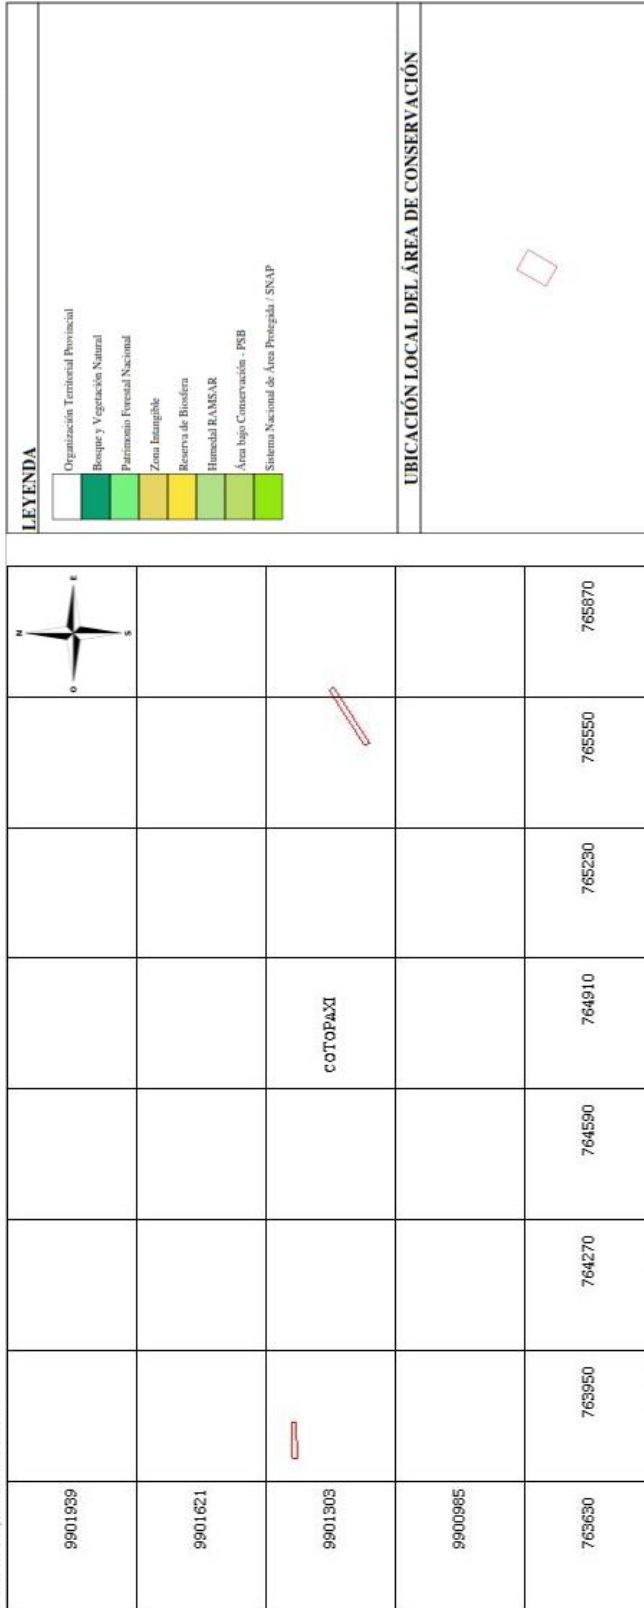 N
O
E
S
9901939
9901621
9901303
COTOPAXI
9900985
763630
763950
764270
764590
764910
765230
765550
765870
LEYENDA
Organización Territorial Provincial
Bosque y Vegetación Natural
Patrimonio Forestal Nacional
Zona Intangible
Reserva de Biosfera
Humedal RAMSAR
Área bajo Conservación - PSB
Sistema Nacional de Área Protegida / SNAP
UBICACIÓN LOCAL DEL ÁREA DE CONSERVACIÓN